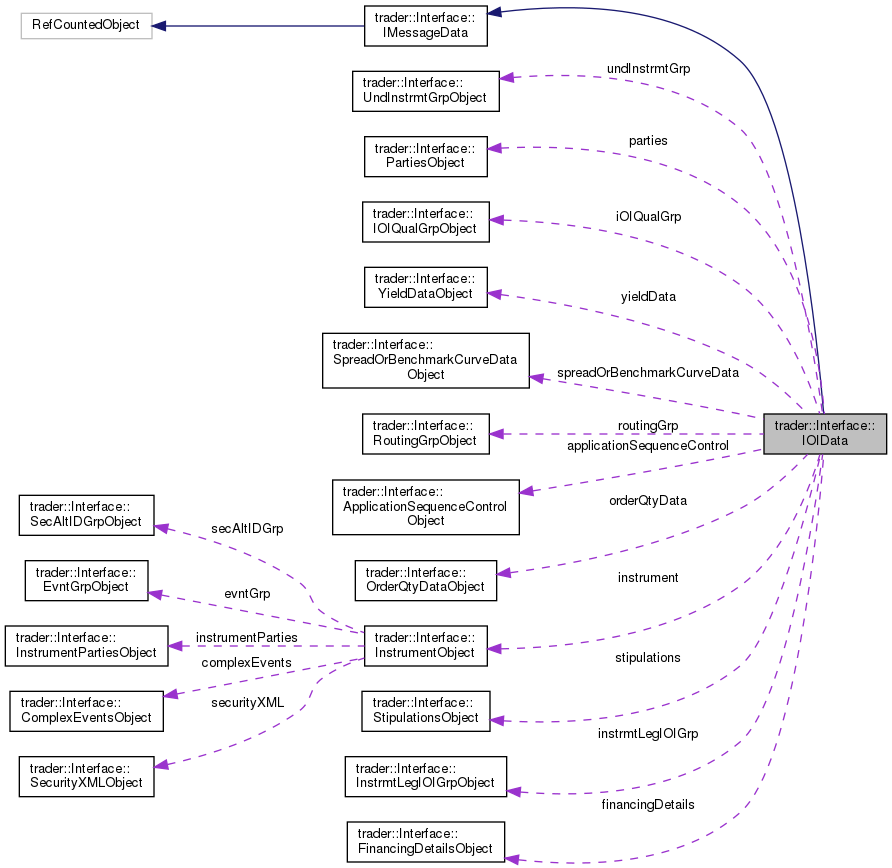 RefCountedObject
trader::Interface::
IMessageData
trader::Interface::
UndInstrmtGrpObject
undInstrmtGrp
trader::Interface::
PartiesObject
parties
trader::Interface::
IOIQualGrpObject
iOIQualGrp
trader::Interface::
YieldDataObject
yieldData
trader::Interface::
SpreadOrBenchmarkCurveData
Object
spreadOrBenchmarkCurveData
trader::Interface::
RoutingGrpObject
routingGrp
trader::Interface::
IOIData
applicationSequenceControl
trader::Interface::
ApplicationSequenceControl
Object
orderQtyData
trader::Interface::
SecAltIDGrpObject
secAltIDGrp
trader::Interface::
EvntGrpObject
evntGrp
trader::Interface::
OrderQtyDataObject
instrument
trader::Interface::
InstrumentPartiesObject
instrumentParties
trader::Interface::
InstrumentObject
complexEvents
stipulations
trader::Interface::
ComplexEventsObject
securityXML
trader::Interface::
StipulationsObject
instrmtLegIOIGrp
trader::Interface::
SecurityXMLObject
trader::Interface::
InstrmtLegIOIGrpObject
financingDetails
trader::Interface::
FinancingDetailsObject